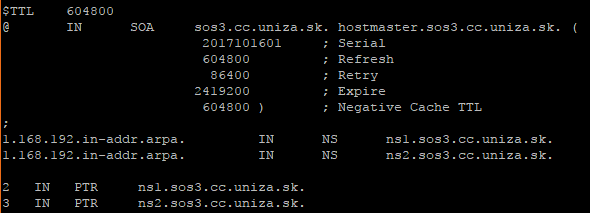 $TTL    604800
@       IN      SOA     sos3.cc.uniza.sk. hostmaster.sos3.cc.uniza.sk. (
                         2017101601     ; Serial
                         604800         ; Refresh
                          86400         ; Retry
                        2419200         ; Expire
                         604800 )       ; Negative Cache TTL
;
1.168.192.in-addr.arpa.         IN      NS      ns1.sos3.cc.uniza.sk.
1.168.192.in-addr.arpa.         IN      NS      ns2.sos3.cc.uniza.sk.
2   IN   PTR     ns1.sos3.cc.uniza.sk.
3   IN   PTR     ns2.sos3.cc.uniza.sk.